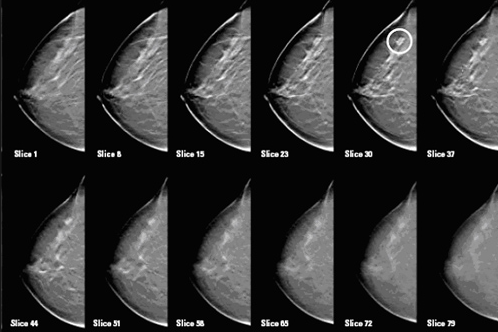 Slice 1
Slice 8
Slice 15
Slice 23
Slice 30
Slice 37
Slice 44
Slice 51
Slice 58
Slice 65
Slice 72
Slice 79